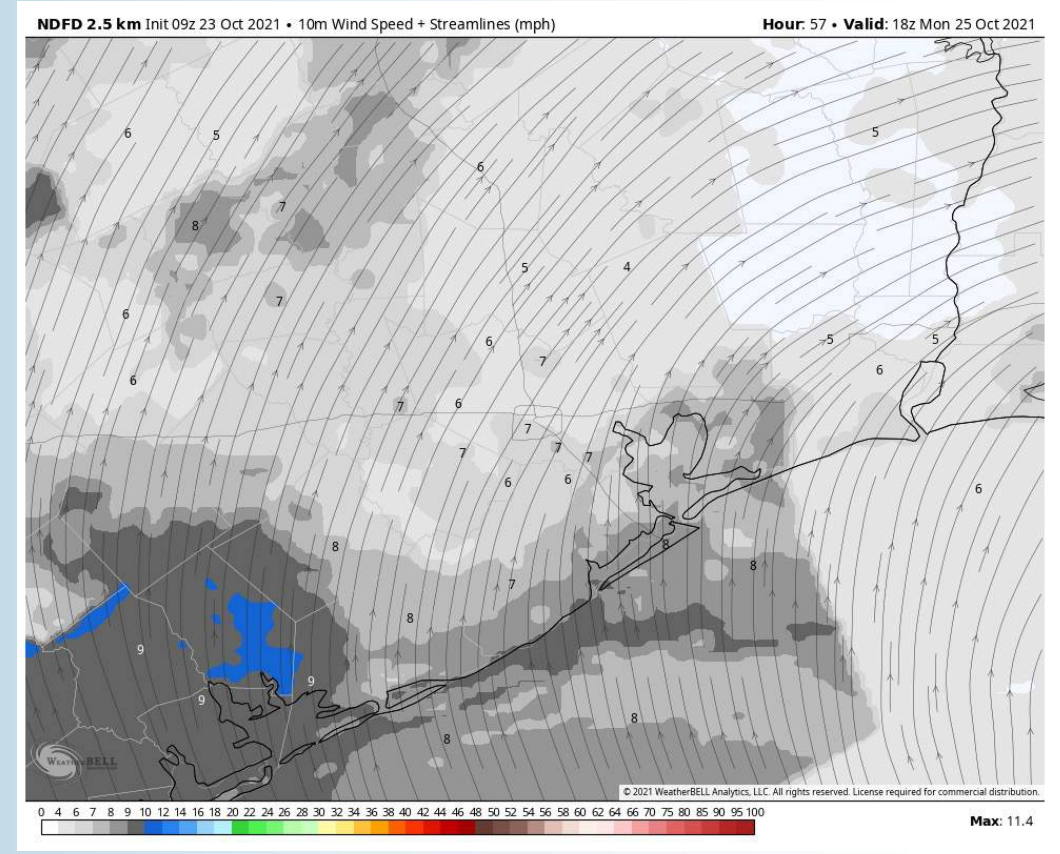 NDFD 2.5 km Init 09z 23 Oct 2021 • 10m Wind Speed + Streamlines (mph) Hour: 57 • Valid: 18z Mon 25 Oct 2021
6 5 5
6
7
8
5 4
7
6
6 5 5
7
6
6
7 6
7
7
7 7
6 6 6
8 8
8
7
8
9
9
9
8
8
WeatherBELL
© 2021 WeatherBELL Analytics, LLC. All rights reserved. License required for commercial distribution.
0 4 6 7 8 9 10 12 14 16 18 20 22 24 26 28 30 32 34 36 38 40 42 44 46 48 50 52 54 56 58 60 62 64 66 70 75 80 85 90 95 100
Max: 11.4